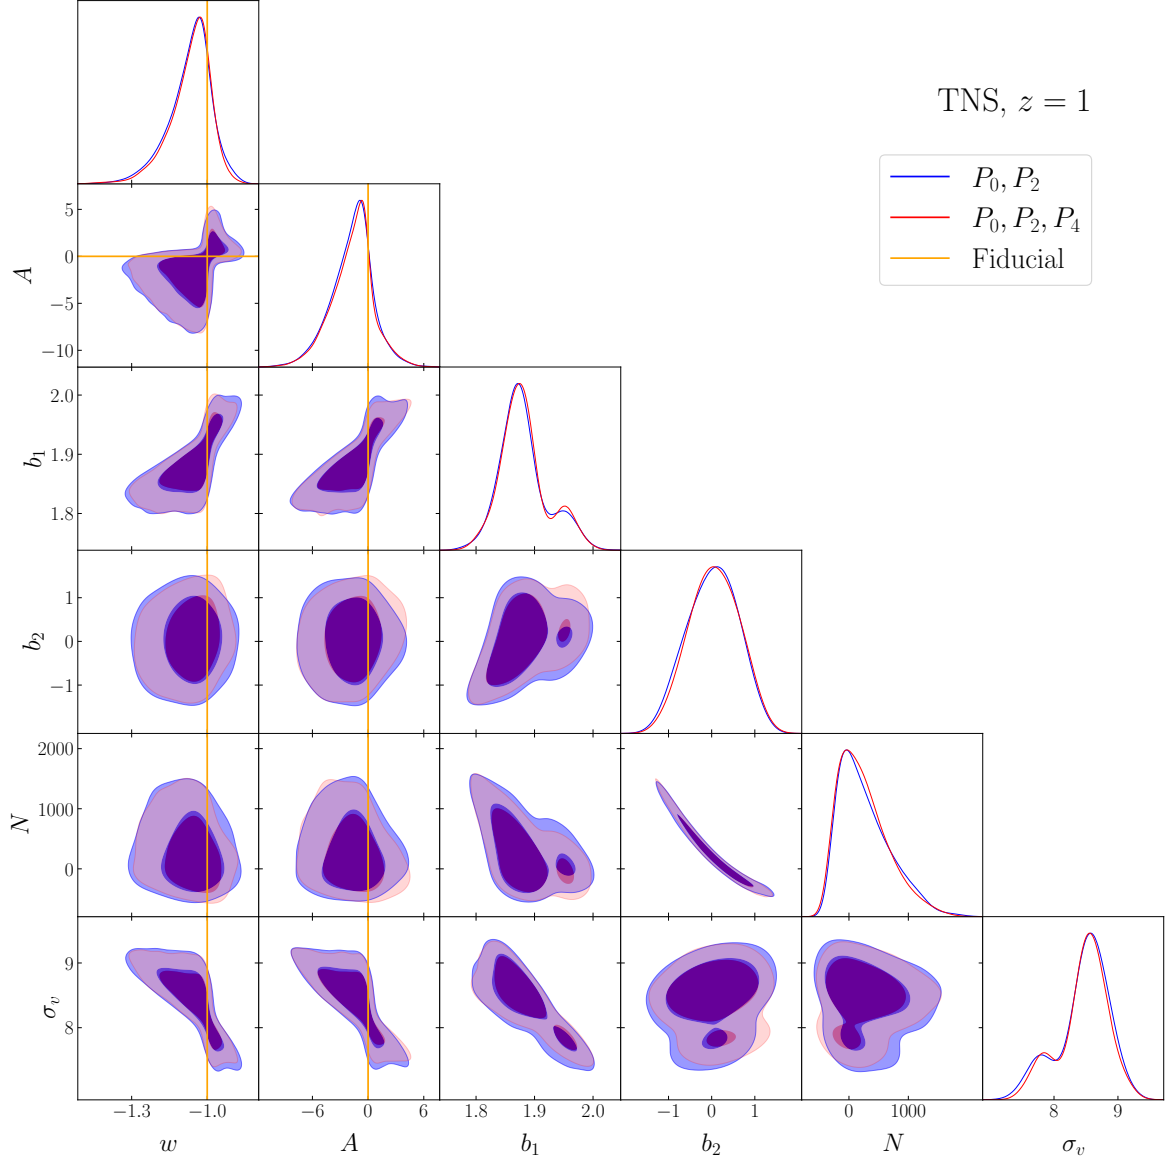 TNS, z = 1
P₀, P₂
P₀, P₂, P₄
Fiducial
A
5
0
−5
−10
b₁
2.0
1.9
1.8
b₂
1
0
−1
N
2000
1000
0
σᵥ
9
8
−1.3 −1.0 −6 0 6 1.8 1.9 2.0 −1 0 1 0 1000 8 9
w A b₁ b₂ N σᵥ